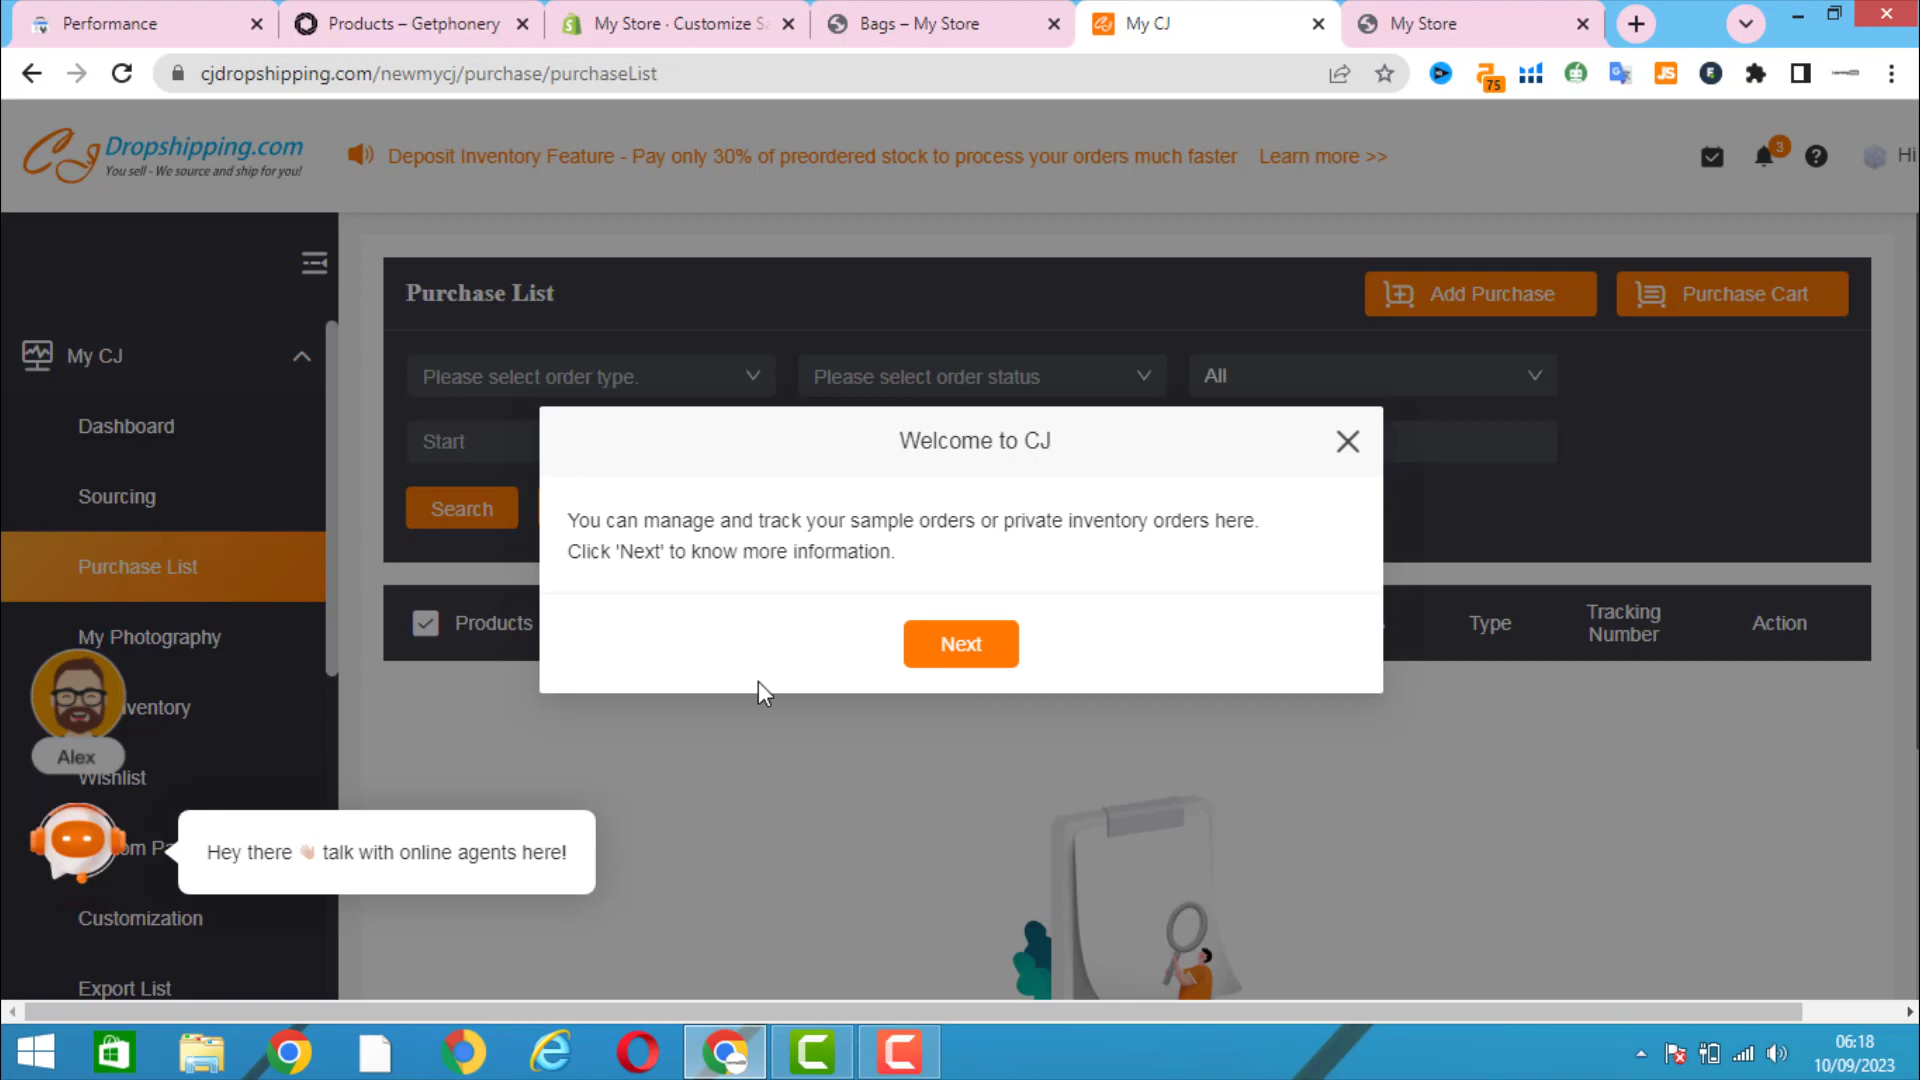 Performance
Products – Getphonery
My Store · Customize S
Bags – My Store
My CJ
My Store
cjdropshipping.com/newmycj/purchase/purchaseList
75
JS
CJ Dropshipping.com
You sell - We source and ship for you!
Deposit Inventory Feature - Pay only 30% of preordered stock to process your orders much faster Learn more >>
3
Hi
Purchase List
Add Purchase
Purchase Cart
My CJ
Please select order type.
Please select order status
All
Dashboard
Start
Welcome to CJ
Sourcing
Search
You can manage and track your sample orders or private inventory orders here.
Click 'Next' to know more information.
Purchase List
Products
Type
Tracking
Number
Action
My Photography
Next
ventory
Alex
Wishlist
Hey there 👋🏻 talk with online agents here!
om Pa
Customization
Export List
06:18
10/09/2023